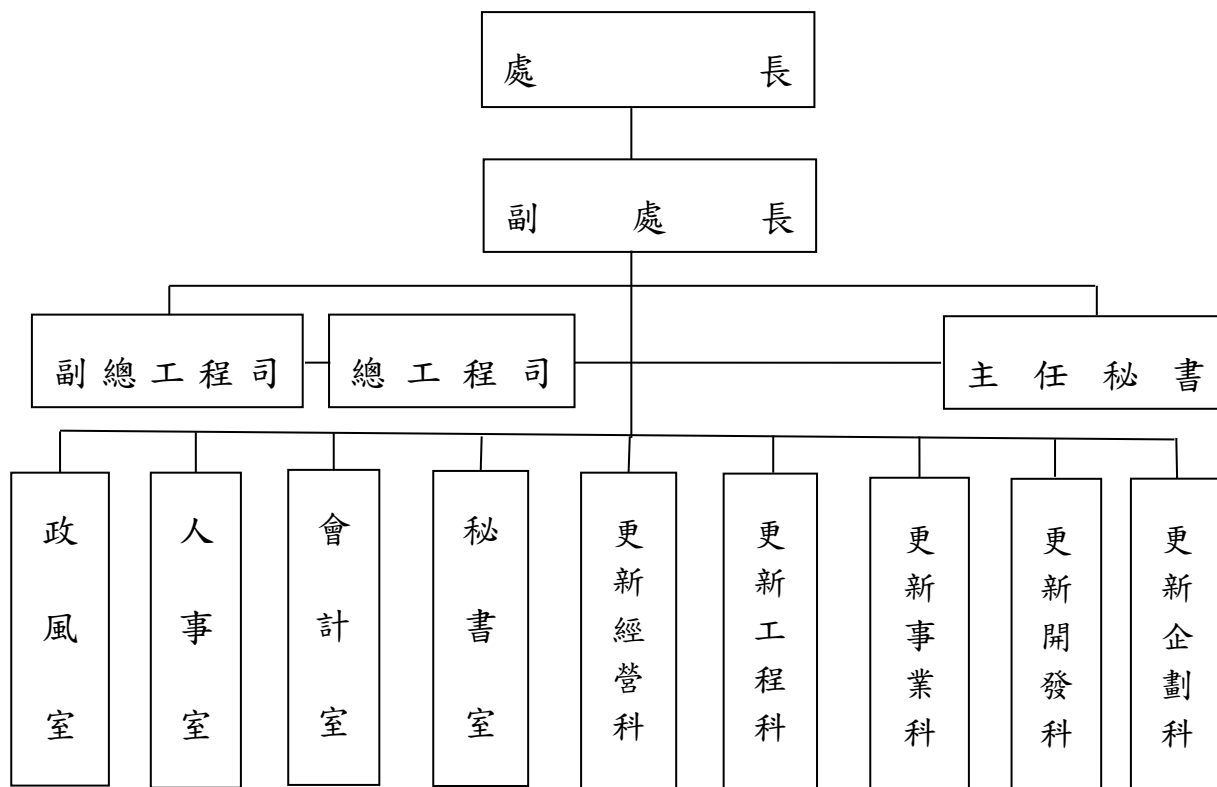 處長
副處長
副總工程司
總工程司
主任秘書
政風室
人事室
會計室
秘書室
更新經營科
更新工程科
更新事業科
更新開發科
更新企劃科